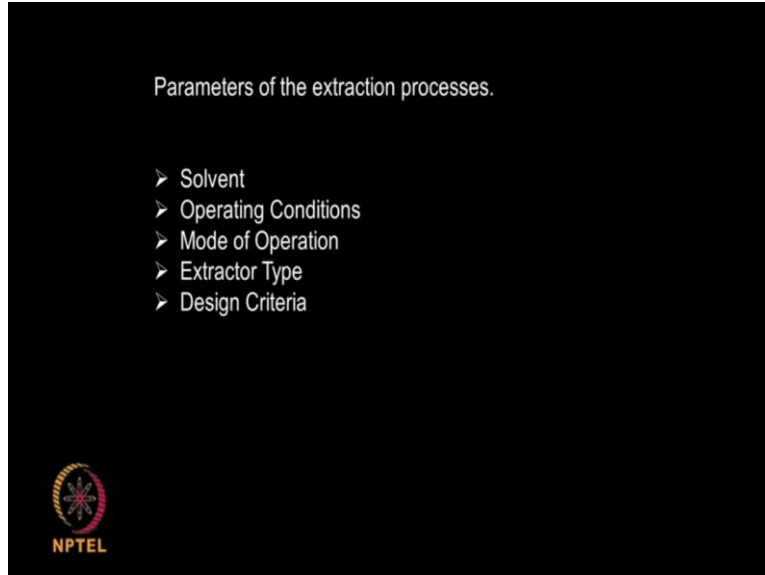 Parameters of the extraction processes.
➢ Solvent
➢ Operating Conditions
➢ Mode of Operation
➢ Extractor Type
➢ Design Criteria
NPTEL